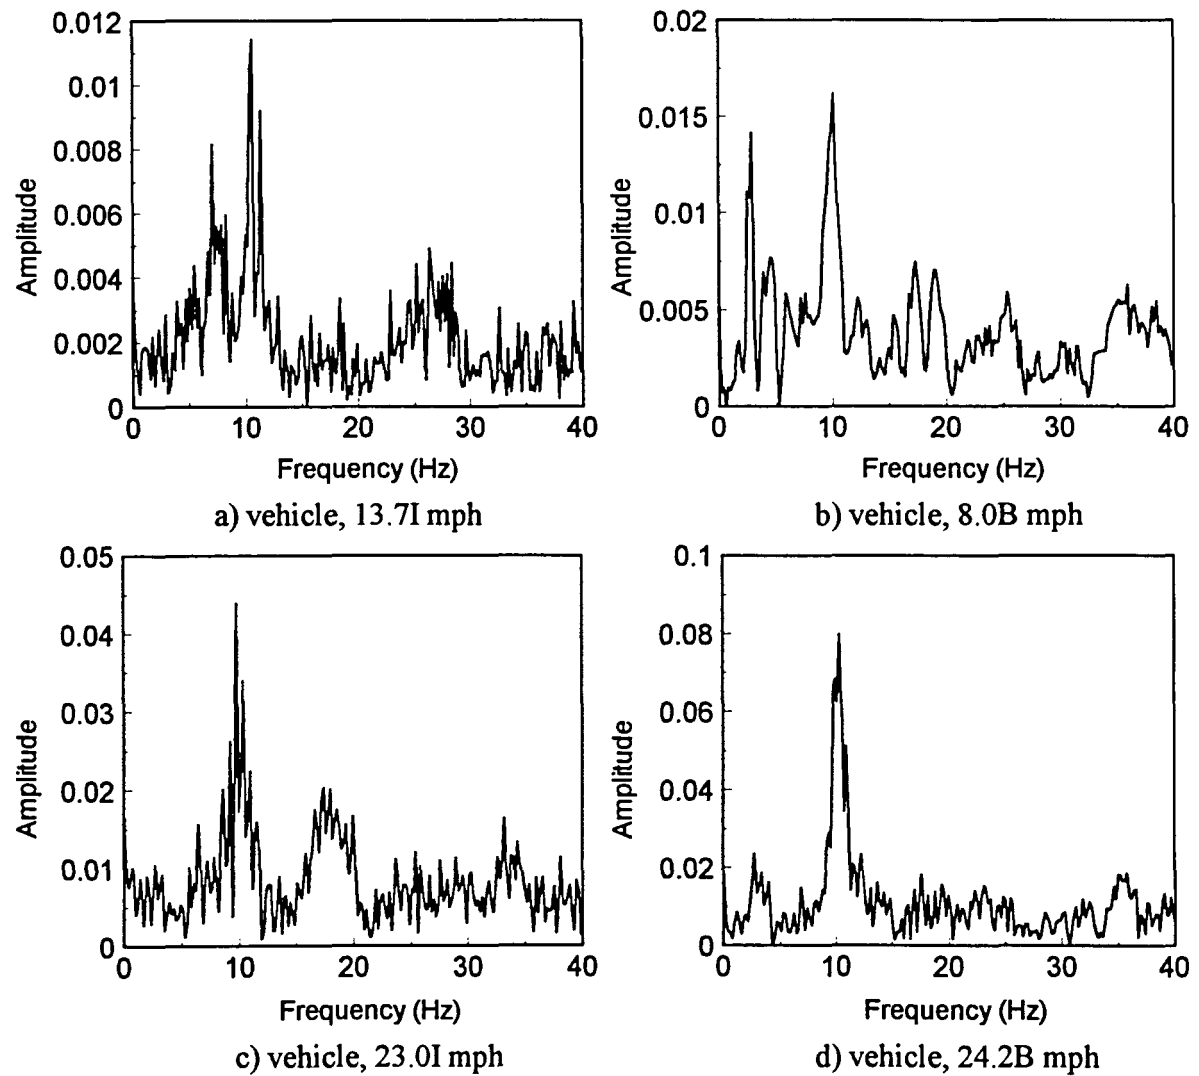 0.012
0.01
0.008
0.006
0.004
0.002
0
Amplitude
0 10 20 30 40
Frequency (Hz)
a) vehicle, 13.7I mph
0.02
0.015
0.01
0.005
0
Amplitude
0 10 20 30 40
Frequency (Hz)
b) vehicle, 8.0B mph
0.05
0.04
0.03
0.02
0.01
0
Amplitude
0 10 20 30 40
Frequency (Hz)
c) vehicle, 23.0I mph
0.1
0.08
0.06
0.04
0.02
0
Amplitude
0 10 20 30 40
Frequency (Hz)
d) vehicle, 24.2B mph